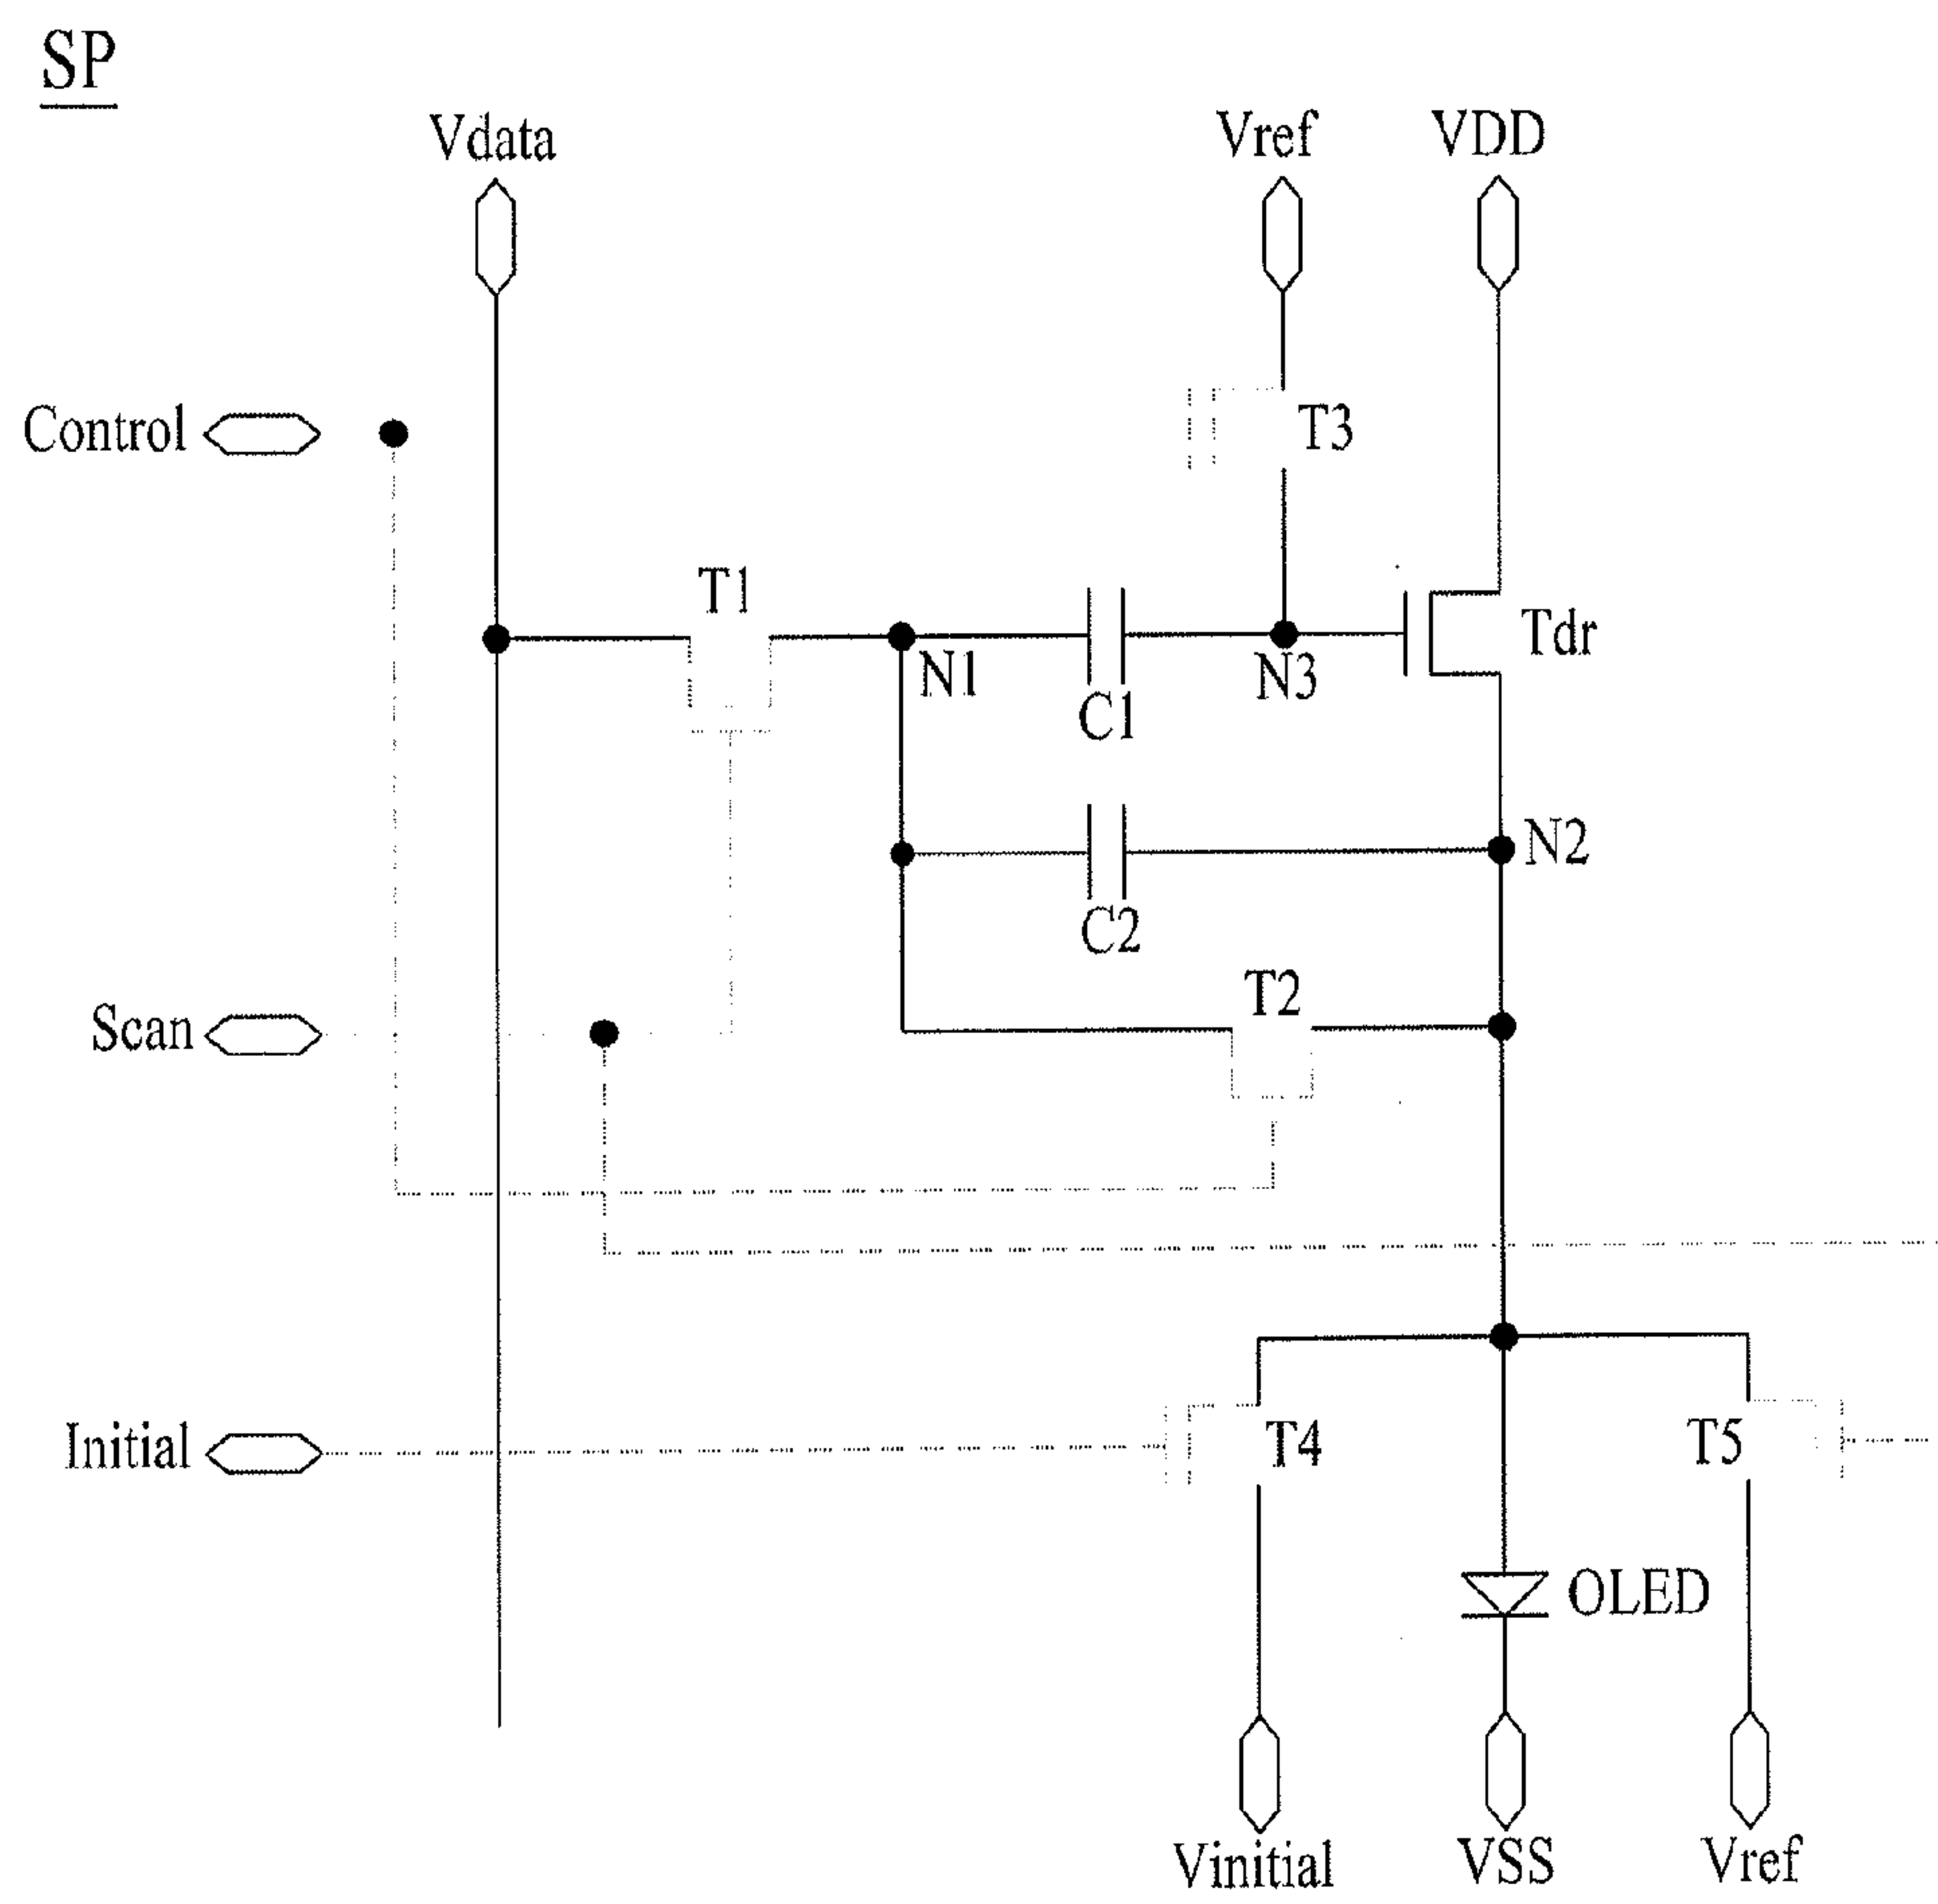 SP
Vdata
Vref
VDD
Control
T3
T1
Tdr
N1
N3
C1
N2
C2
T2
Scan
Initial
T4
T5
OLED
Vinitial
VSS
Vref